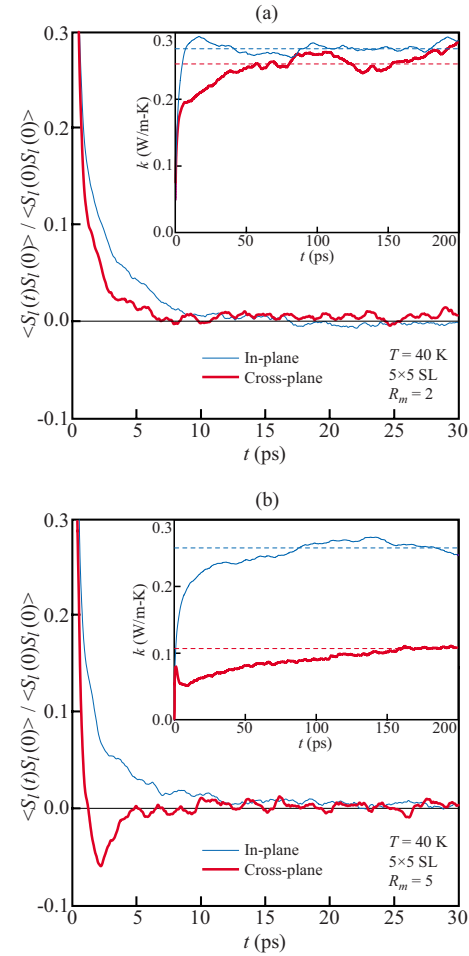 (a)
0.3
0.2
0.1
0.0
-0.1
<S_l(t)S_l(0)> / <S_l(0)S_l(0)>
0.3
0.2
0.1
0.0
k (W/m-K)
0 50 100 150 200
t (ps)
In-plane
Cross-plane
T = 40 K
5×5 SL
R_m = 2
0 5 10 15 20 25 30
t (ps)
(b)
0.3
0.2
0.1
0.0
-0.1
<S_l(t)S_l(0)> / <S_l(0)S_l(0)>
0.3
0.2
0.1
0.0
k (W/m-K)
0 50 100 150 200
t (ps)
In-plane
Cross-plane
T = 40 K
5×5 SL
R_m = 5
0 5 10 15 20 25 30
t (ps)